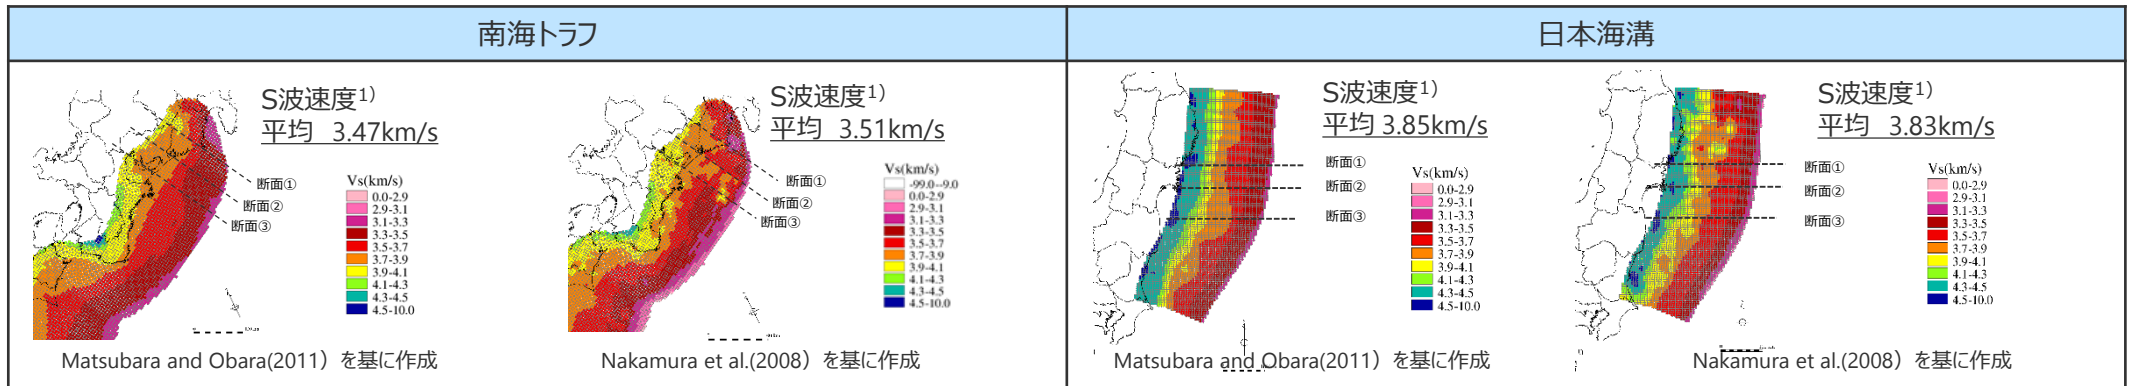 南海トラフ
日本海溝
S波速度1)
平均 3.47km/s
断面①
断面②
断面③
Vs(km/s)
0.0-2.9
2.9-3.1
3.1-3.3
3.3-3.5
3.5-3.7
3.7-3.9
3.9-4.1
4.1-4.3
4.3-4.5
4.5-10.0
Matsubara and Obara(2011）を基に作成
S波速度1)
平均 3.51km/s
断面①
断面②
断面③
Vs(km/s)
-99.0--9.0
0.0-2.9
2.9-3.1
3.1-3.3
3.3-3.5
3.5-3.7
3.7-3.9
3.9-4.1
4.1-4.3
4.3-4.5
4.5-10.0
Nakamura et al.(2008）を基に作成
S波速度1)
平均 3.85km/s
断面①
断面②
断面③
Vs(km/s)
0.0-2.9
2.9-3.1
3.1-3.3
3.3-3.5
3.5-3.7
3.7-3.9
3.9-4.1
4.1-4.3
4.3-4.5
4.5-10.0
Matsubara and Obara(2011）を基に作成
S波速度1)
平均 3.83km/s
断面①
断面②
断面③
Vs(km/s)
0.0-2.9
2.9-3.1
3.1-3.3
3.3-3.5
3.5-3.7
3.7-3.9
3.9-4.1
4.1-4.3
4.3-4.5
4.5-10.0
Nakamura et al.(2008）を基に作成